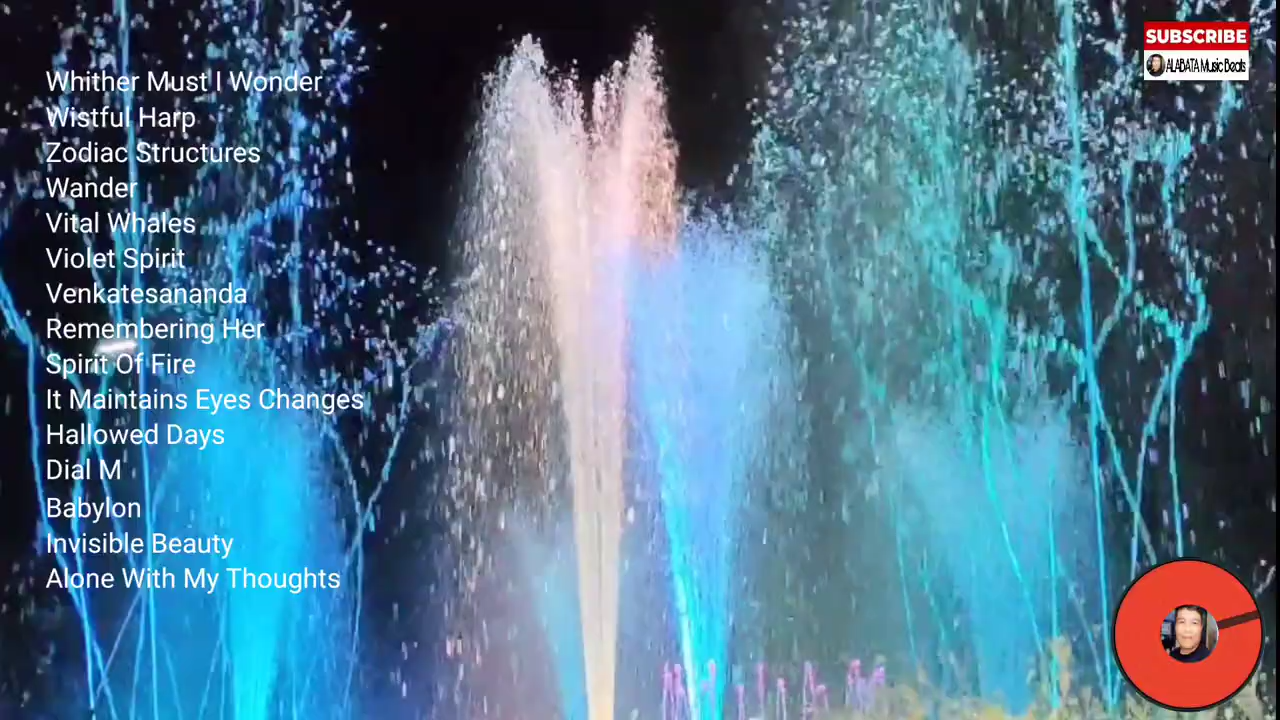 Whither Must I Wonder
Wistful Harp
Zodiac Structures
Wander
Vital Whales
Violet Spirit
Venkatesananda
Remembering Her
Spirit Of Fire
It Maintains Eyes Changes
Hallowed Days
Dial M
Babylon
Invisible Beauty
Alone With My Thoughts
SUBSCRIBE
ALABATA Music Beats